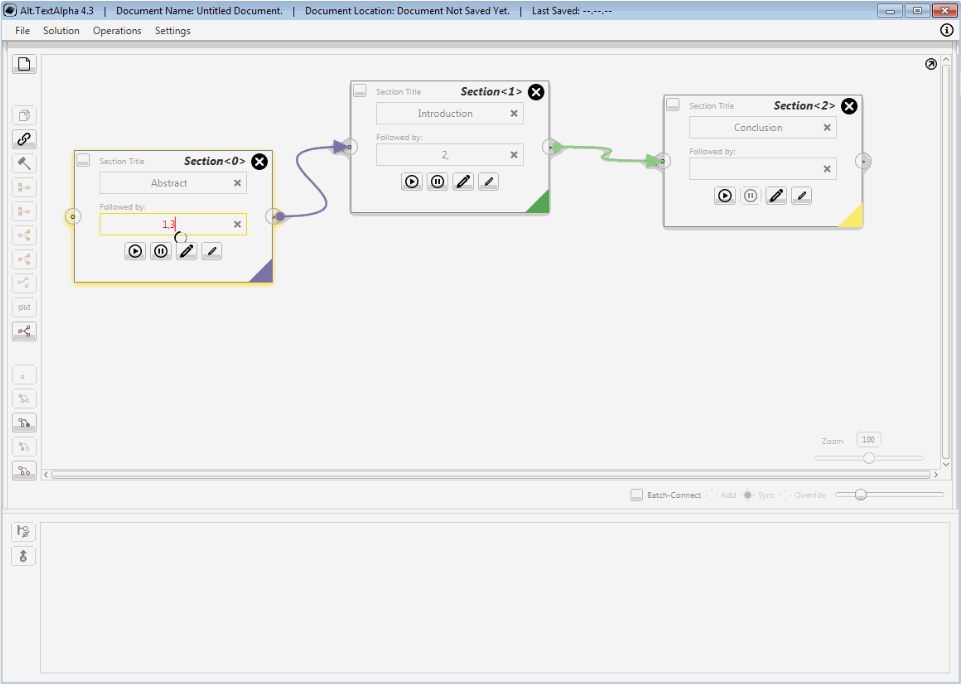 Alt.TextAlpha 4.3 | Document Name: Untitled Document. | Document Location: Document Not Saved Yet. | Last Saved: --.--.--
File Solution Operations Settings
Section Title Section<0>
Abstract
Followed by:
1,3
Section Title Section<1>
Introduction
Followed by:
2,
Section Title Section<2>
Conclusion
Followed by:
Zoom: 100
Batch-Connect Add Sync Override